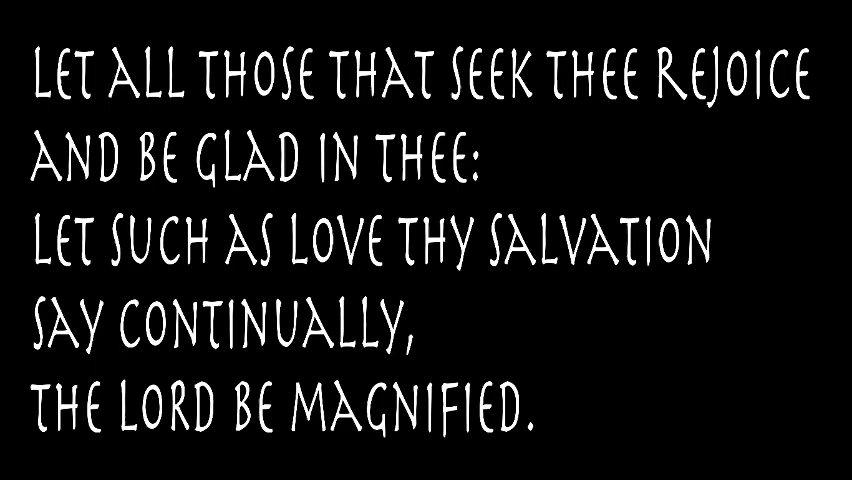 LET ALL THOSE THAT SEEK THEE REJOICE
AND BE GLAD IN THEE:
LET SUCH AS LOVE THY SALVATION
SAY CONTINUALLY,
THE LORD BE MAGNIFIED.